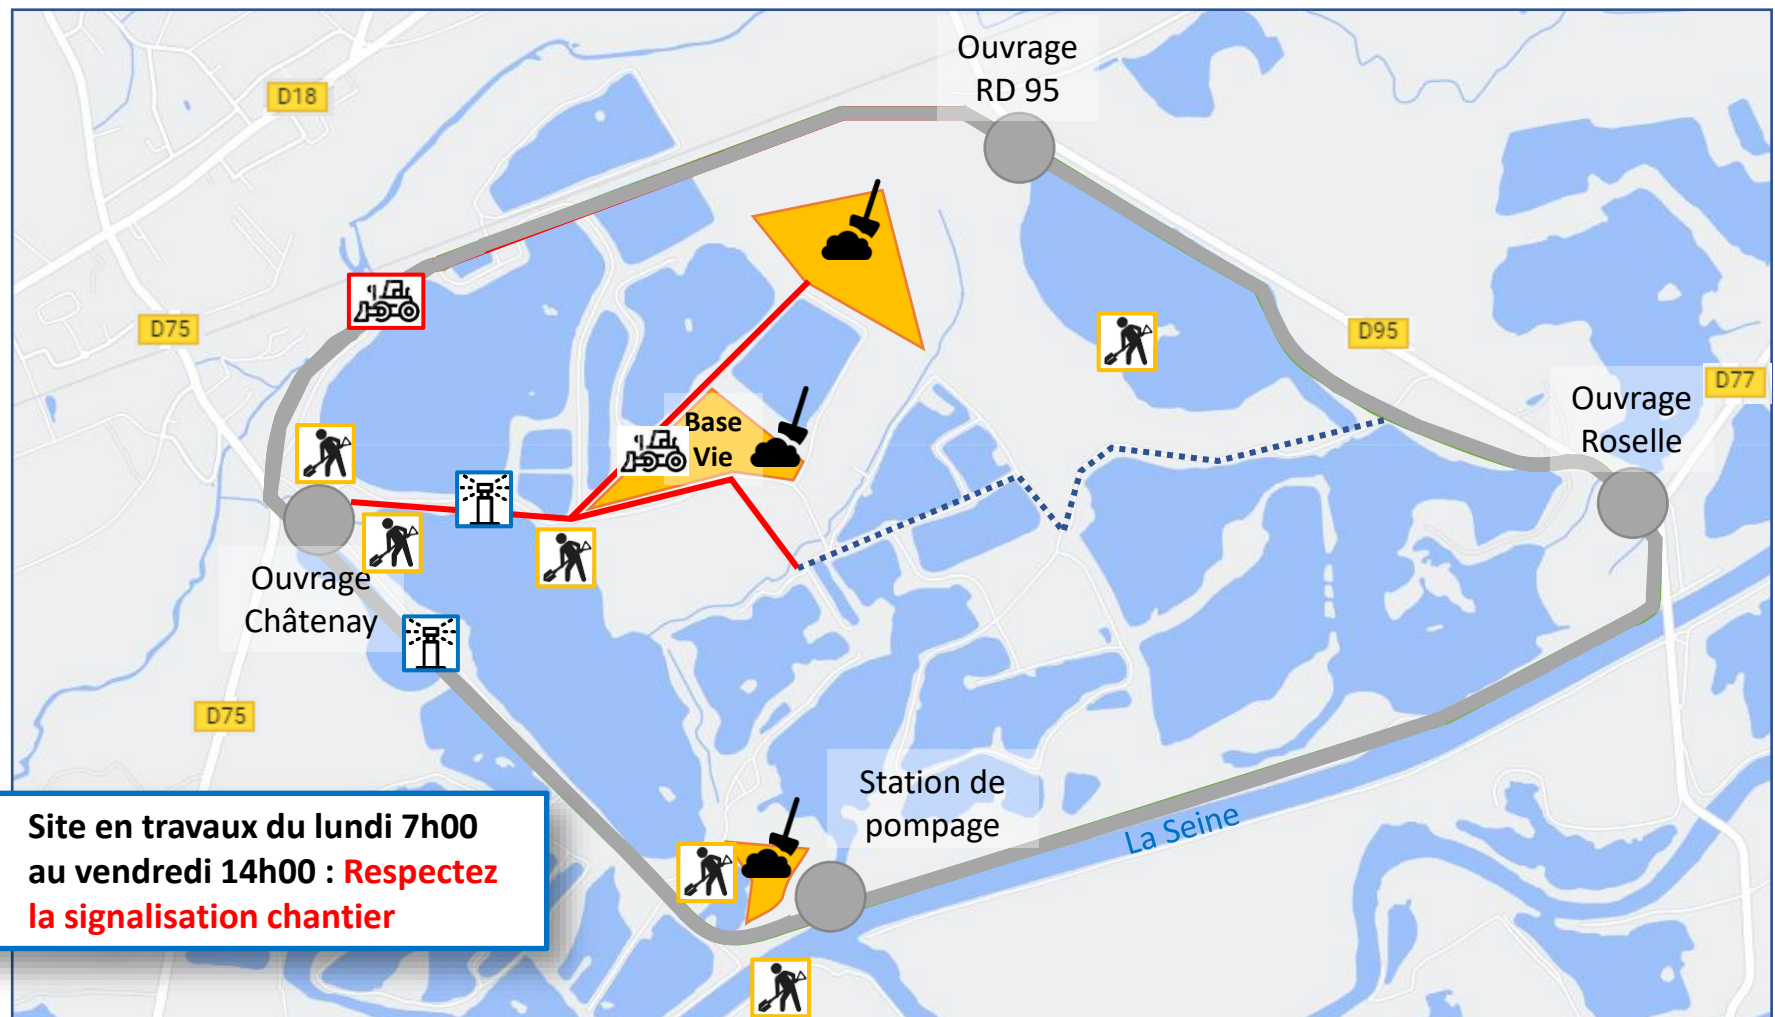 Ouvrage
RD 95
D18
D75
D95
D77
Ouvrage
Roselle
Base
Vie
Ouvrage
Châtenay
D75
Station de
pompage
La Seine
Site en travaux du lundi 7h00
au vendredi 14h00 : Respectez
la signalisation chantier